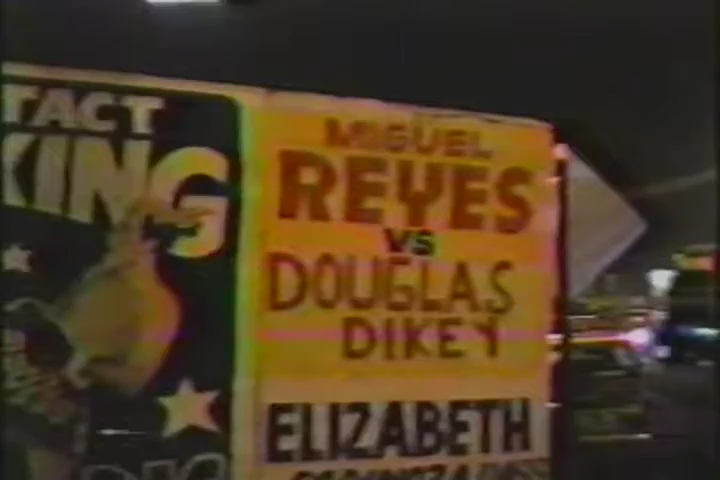 TACT
KING
MIGUEL
REYES
VS
DOUGLAS
DIKEY
ELIZABETH